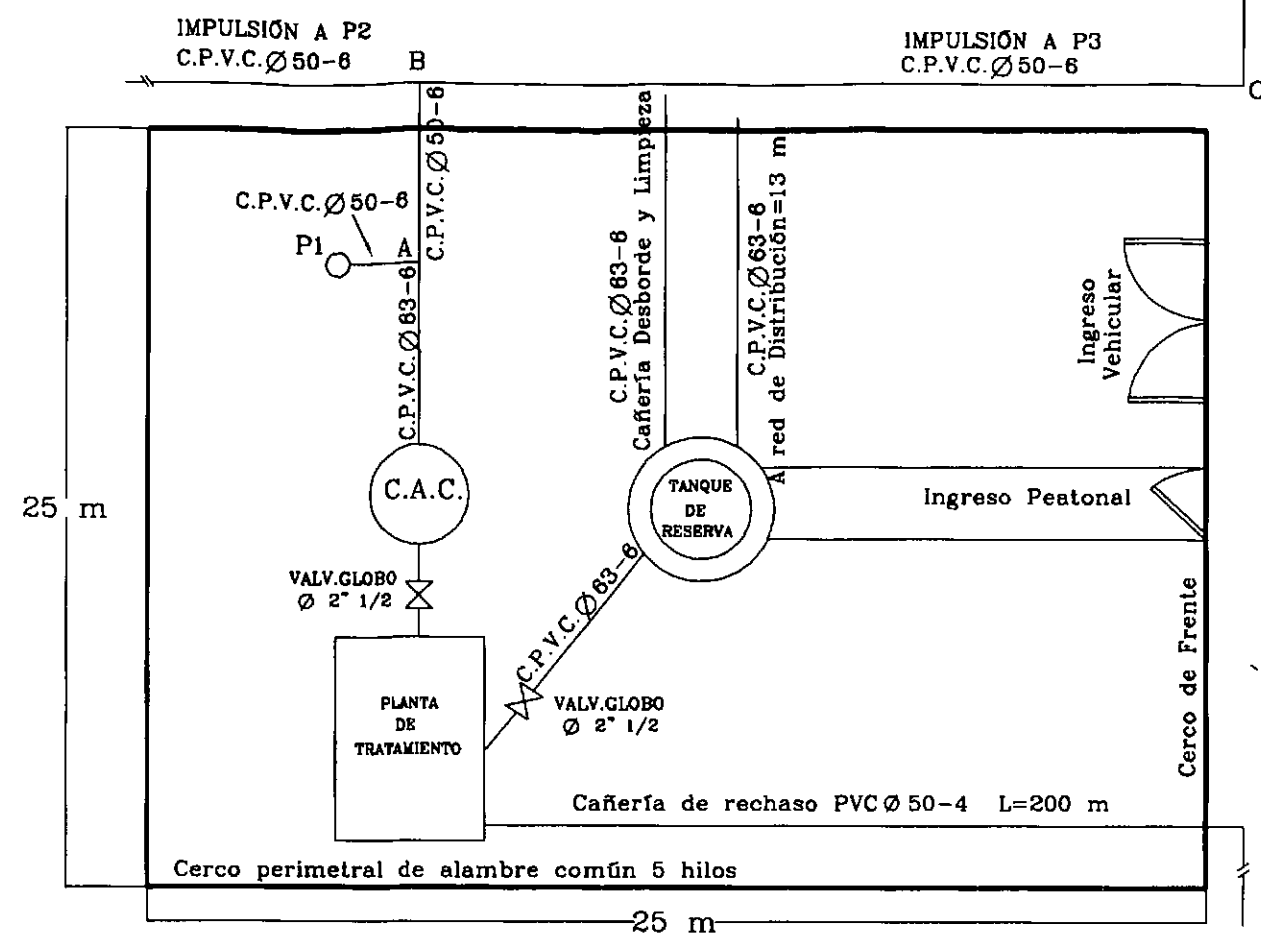 IMPULSIÓN A P2
C.P.V.C.Ø50-6
B
IMPULSIÓN A P3
C.P.V.C.Ø50-6
C.P.V.C.Ø50-6
C.P.V.C.Ø50-6
P1
A
C.P.V.C.Ø63-6
C.P.V.C.Ø63-6
Cañería Desborde y Limpieza
C.P.V.C.Ø63-6
A red de Distribución=13 m
Ingreso
Vehicular
25 m
C.A.C.
TANQUE
DE
RESERVA
Ingreso Peatonal
VALV.GLOBO
Ø 2" 1/2
C.P.V.C.Ø63-6
VALV.GLOBO
Ø 2" 1/2
PLANTA
DE
TRATAMIENTO
Cerco de Frente
Cañería de rechaso PVCØ50-4 L=200 m
Cerco perimetral de alambre común 5 hilos
25 m